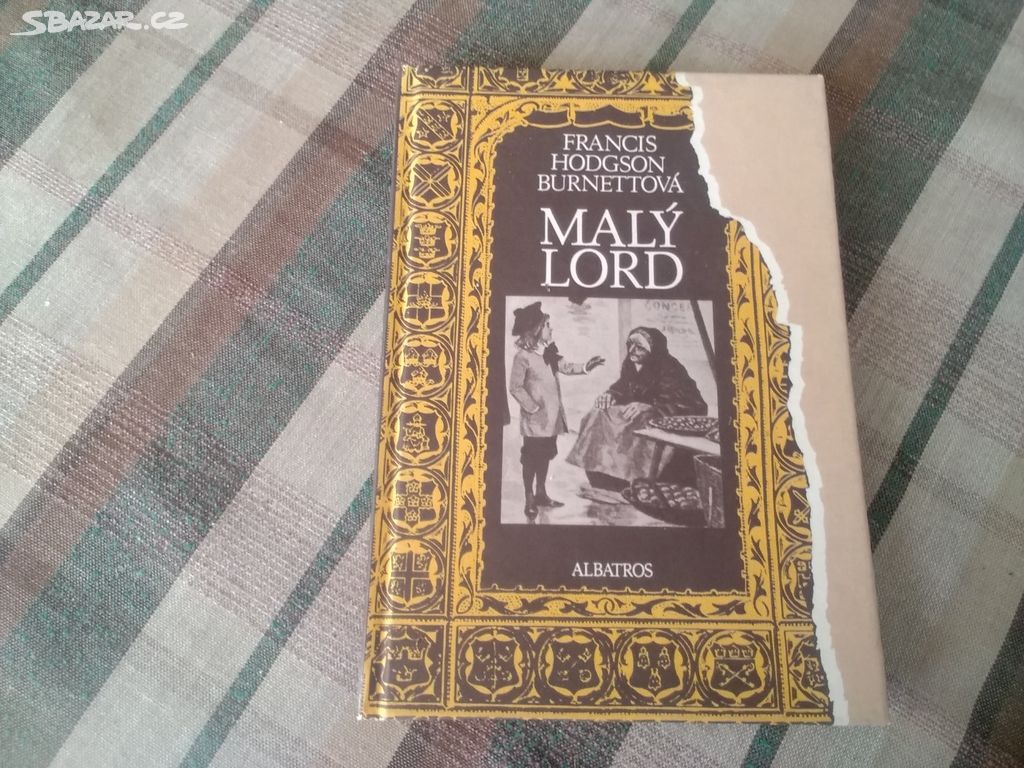 SBAZAR.CZ
FRANCIS
HODGSON
BURNETTOVÁ
MALÝ
LORD
ALBATROS